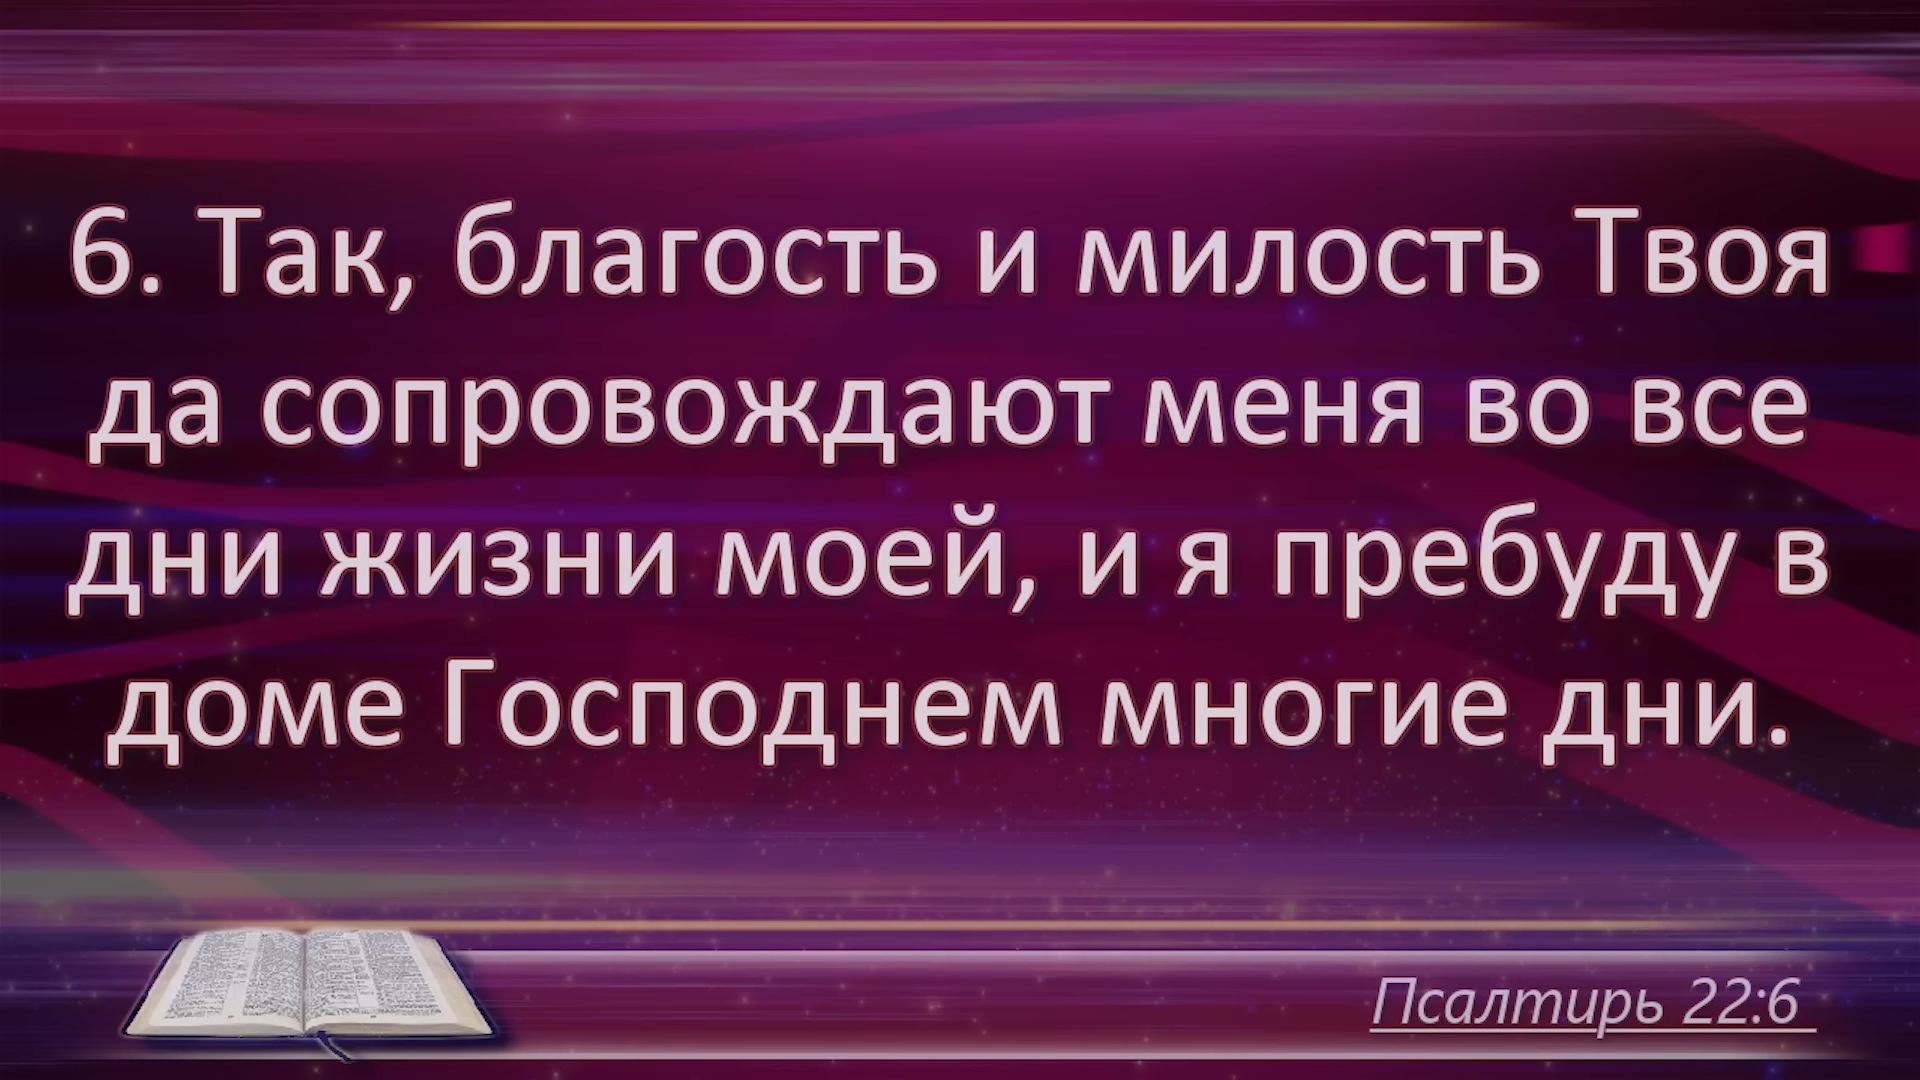 6. Так, благость и милость Твоя
да сопровождают меня во все
дни жизни моей, и я пребуду в
доме Господнем многие дни.
Псалтирь 22:6